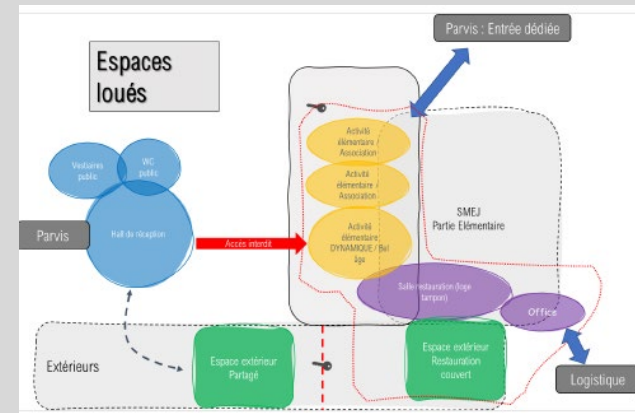 Parvis : Entrée dédiée
Espaces
loués
Activité
élémentaire /
Association
Vestiaires
public
WC
public
Activité
élémentaire /
Association
SMEJ
Partie Elémentaire
Parvis
Hall de réception
Accès interdit
Activité
élémentaire
DYNAMIQUE / Bel
âge
Salle restauration (loge
tampon)
Office
Extérieurs
Espace extérieur
Partagé
Espace extérieur
Restauration
couvert
Logistique